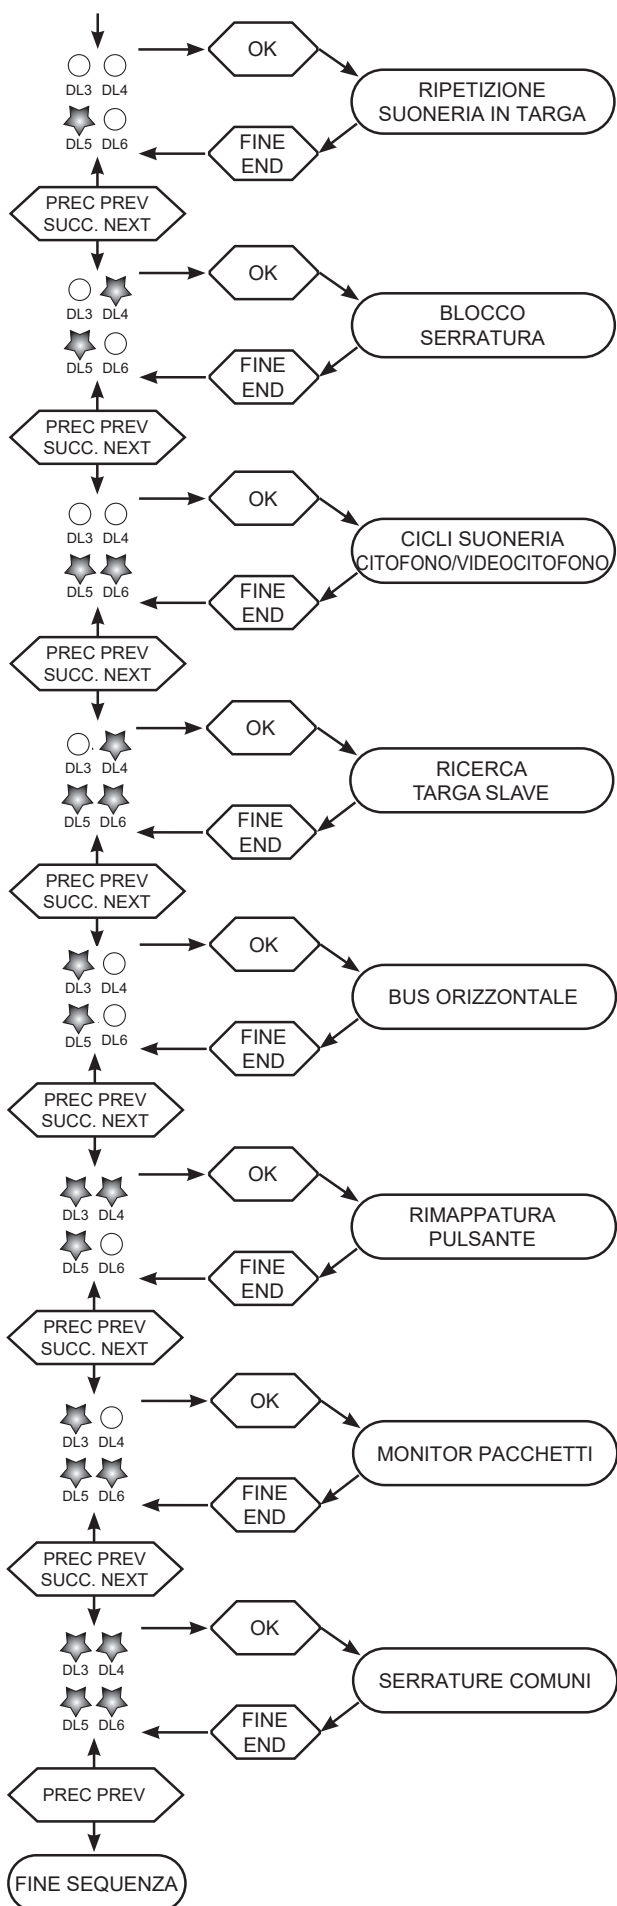 OK
DL3 DL4
RIPETIZIONE
SUONERIA IN TARGA
DL5 DL6
FINE
END
PREC PREV
SUCC. NEXT
OK
DL3 DL4
BLOCCO
SERRATURA
DL5 DL6
FINE
END
PREC PREV
SUCC. NEXT
OK
DL3 DL4
CICLI SUONERIA
CITOFONO/VIDEOCITOFONO
DL5 DL6
FINE
END
PREC PREV
SUCC. NEXT
OK
DL3 DL4
RICERCA
TARGA SLAVE
DL5 DL6
FINE
END
PREC PREV
SUCC. NEXT
OK
DL3 DL4
BUS ORIZZONTALE
DL5 DL6
FINE
END
PREC PREV
SUCC. NEXT
OK
DL3 DL4
RIMAPPATURA
PULSANTE
DL5 DL6
FINE
END
PREC PREV
SUCC. NEXT
OK
DL3 DL4
MONITOR PACCHETTI
DL5 DL6
FINE
END
PREC PREV
SUCC. NEXT
OK
DL3 DL4
SERRATURE COMUNI
DL5 DL6
FINE
END
PREC PREV
FINE SEQUENZA